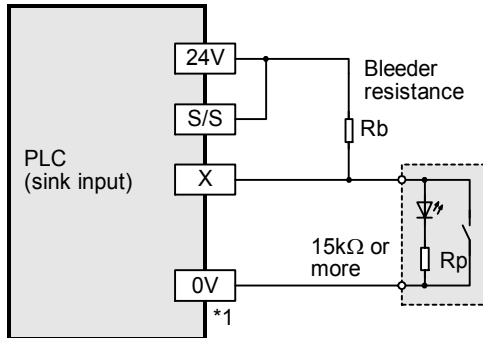 24V
Bleeder
resistance
S/S
Rb
PLC
(sink input)
X
15kΩ or
more
Rp
0V
*1